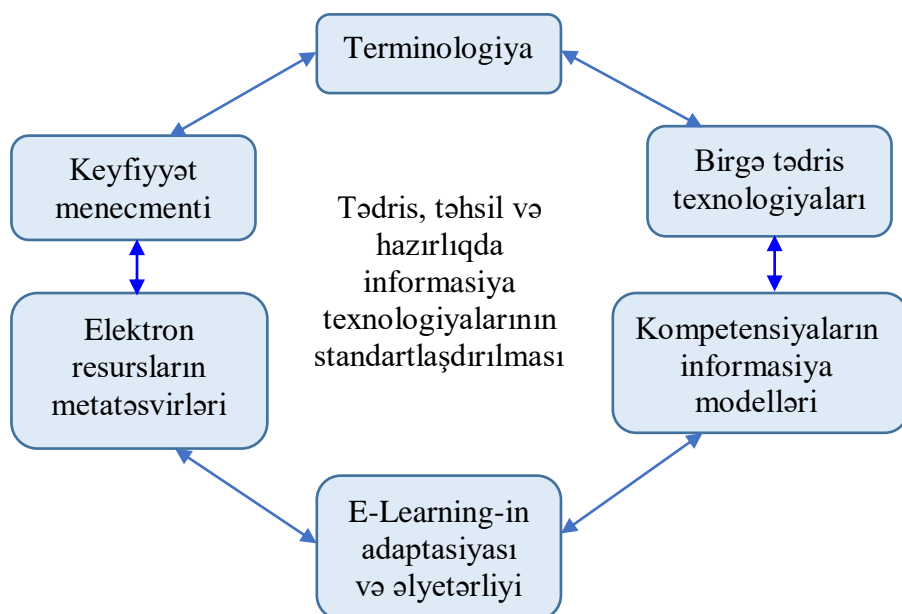 Terminologiya
Keyfiyyət
menecmenti
Birgə tədris
texnologiyaları
Tədris, təhsil və
hazırlıqda
informasiya
texnologiyalarının
standartlaşdırılması
Elektron
resursların
metatəsvirləri
Kompetensiyaların
informasiya
modelləri
E-Learning-in
adaptasiyası
və əlyetərliyi